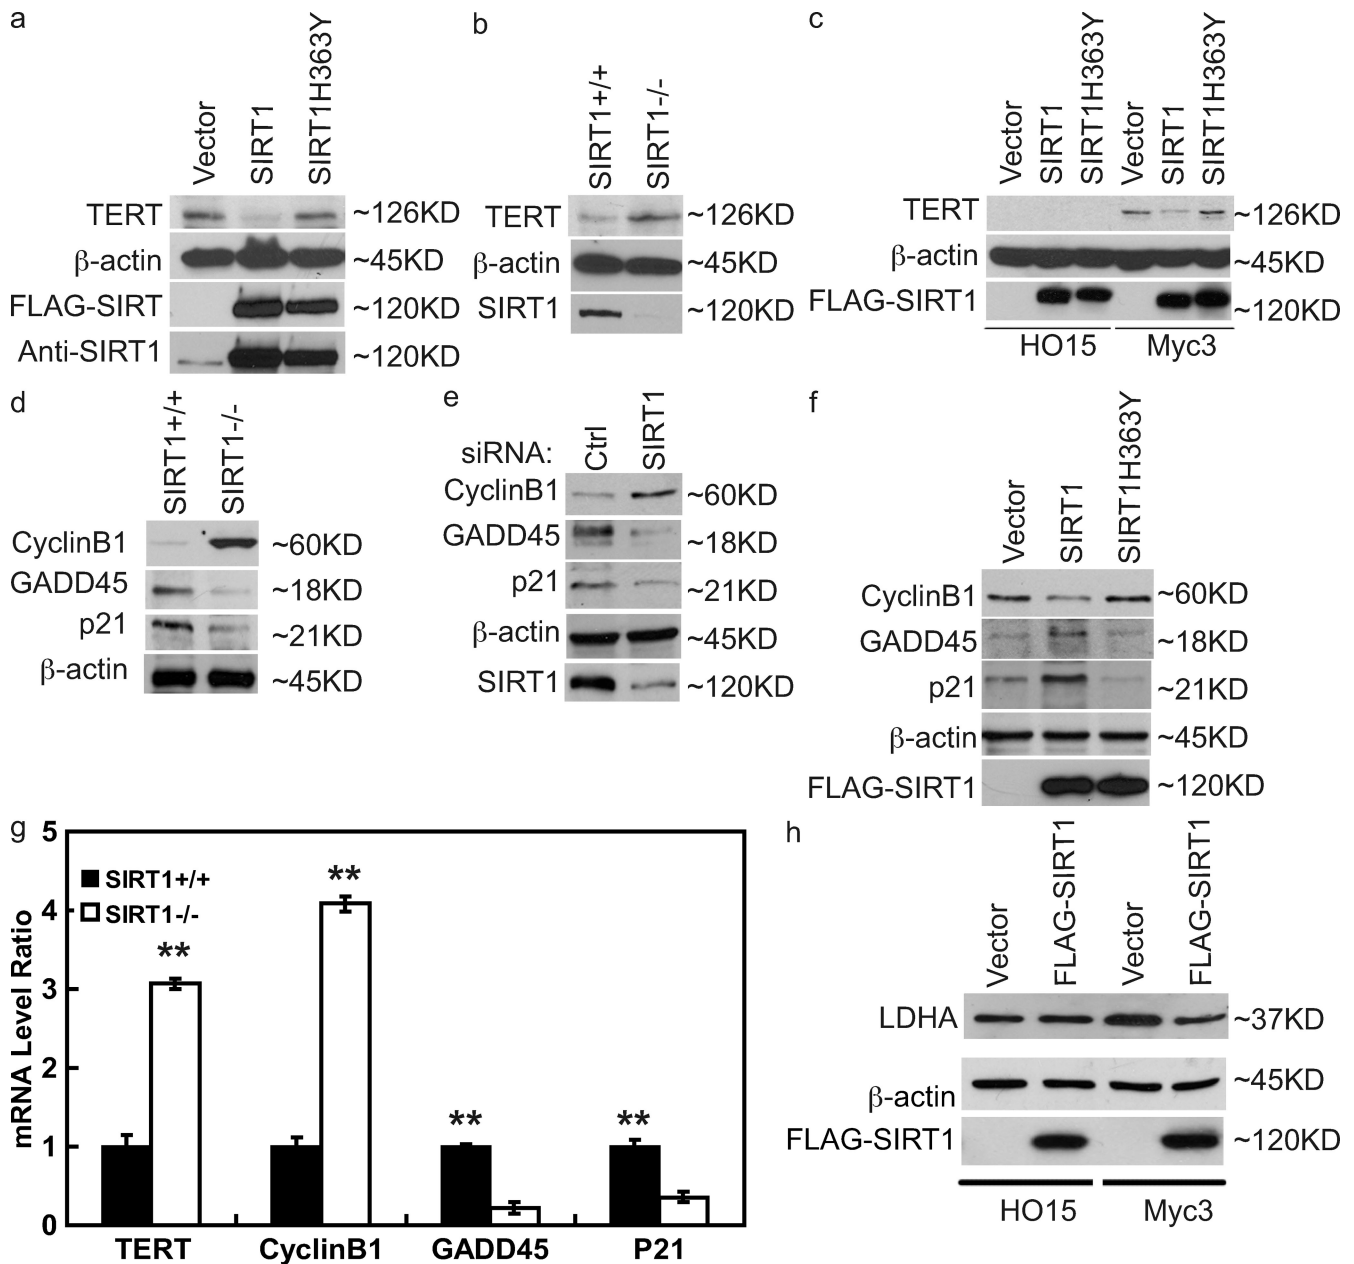 a
Vector
SIRT1
SIRT1H363Y
TERT ~126KD
β-actin ~45KD
FLAG-SIRT ~120KD
Anti-SIRT1 ~120KD
b
SIRT1+/+
SIRT1-/-
TERT ~126KD
β-actin ~45KD
SIRT1 ~120KD
c
Vector
SIRT1
SIRT1H363Y
Vector
SIRT1
SIRT1H363Y
TERT ~126KD
β-actin ~45KD
FLAG-SIRT1 ~120KD
HO15 Myc3
d
SIRT1+/+
SIRT1-/-
CyclinB1 ~60KD
GADD45 ~18KD
p21 ~21KD
β-actin ~45KD
e
siRNA: Ctrl SIRT1
CyclinB1 ~60KD
GADD45 ~18KD
p21 ~21KD
β-actin ~45KD
SIRT1 ~120KD
f
Vector
SIRT1
SIRT1H363Y
CyclinB1 ~60KD
GADD45 ~18KD
p21 ~21KD
β-actin ~45KD
FLAG-SIRT1 ~120KD
g
mRNA Level Ratio
5
4
3
2
1
0
SIRT1+/+
SIRT1-/-
**
**
**
**
TERT CyclinB1 GADD45 P21
h
Vector
FLAG-SIRT1
Vector
FLAG-SIRT1
LDHA ~37KD
β-actin ~45KD
FLAG-SIRT1 ~120KD
HO15 Myc3